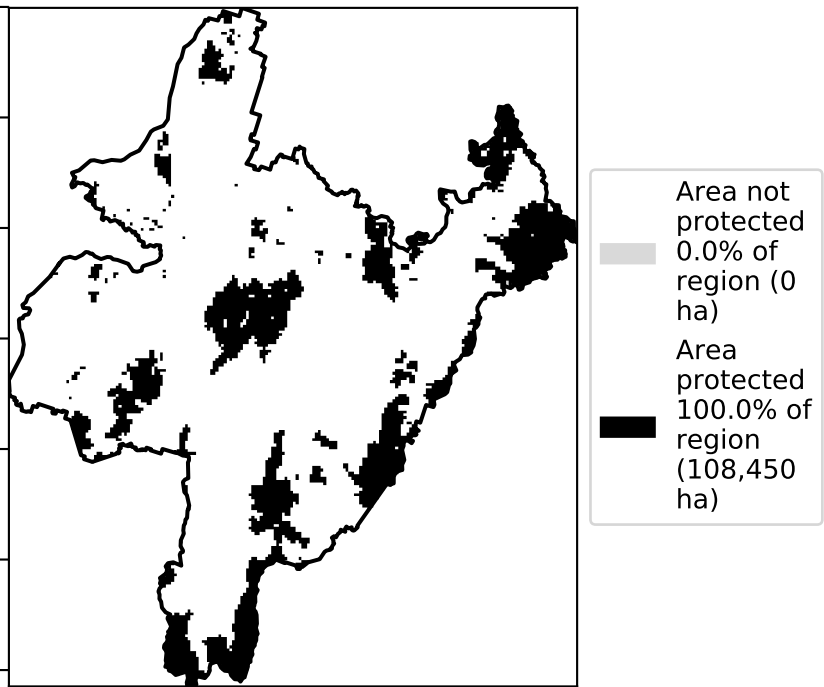 Area not
protected
0.0% of
region (0
ha)
Area
protected
100.0% of
region
(108,450
ha)